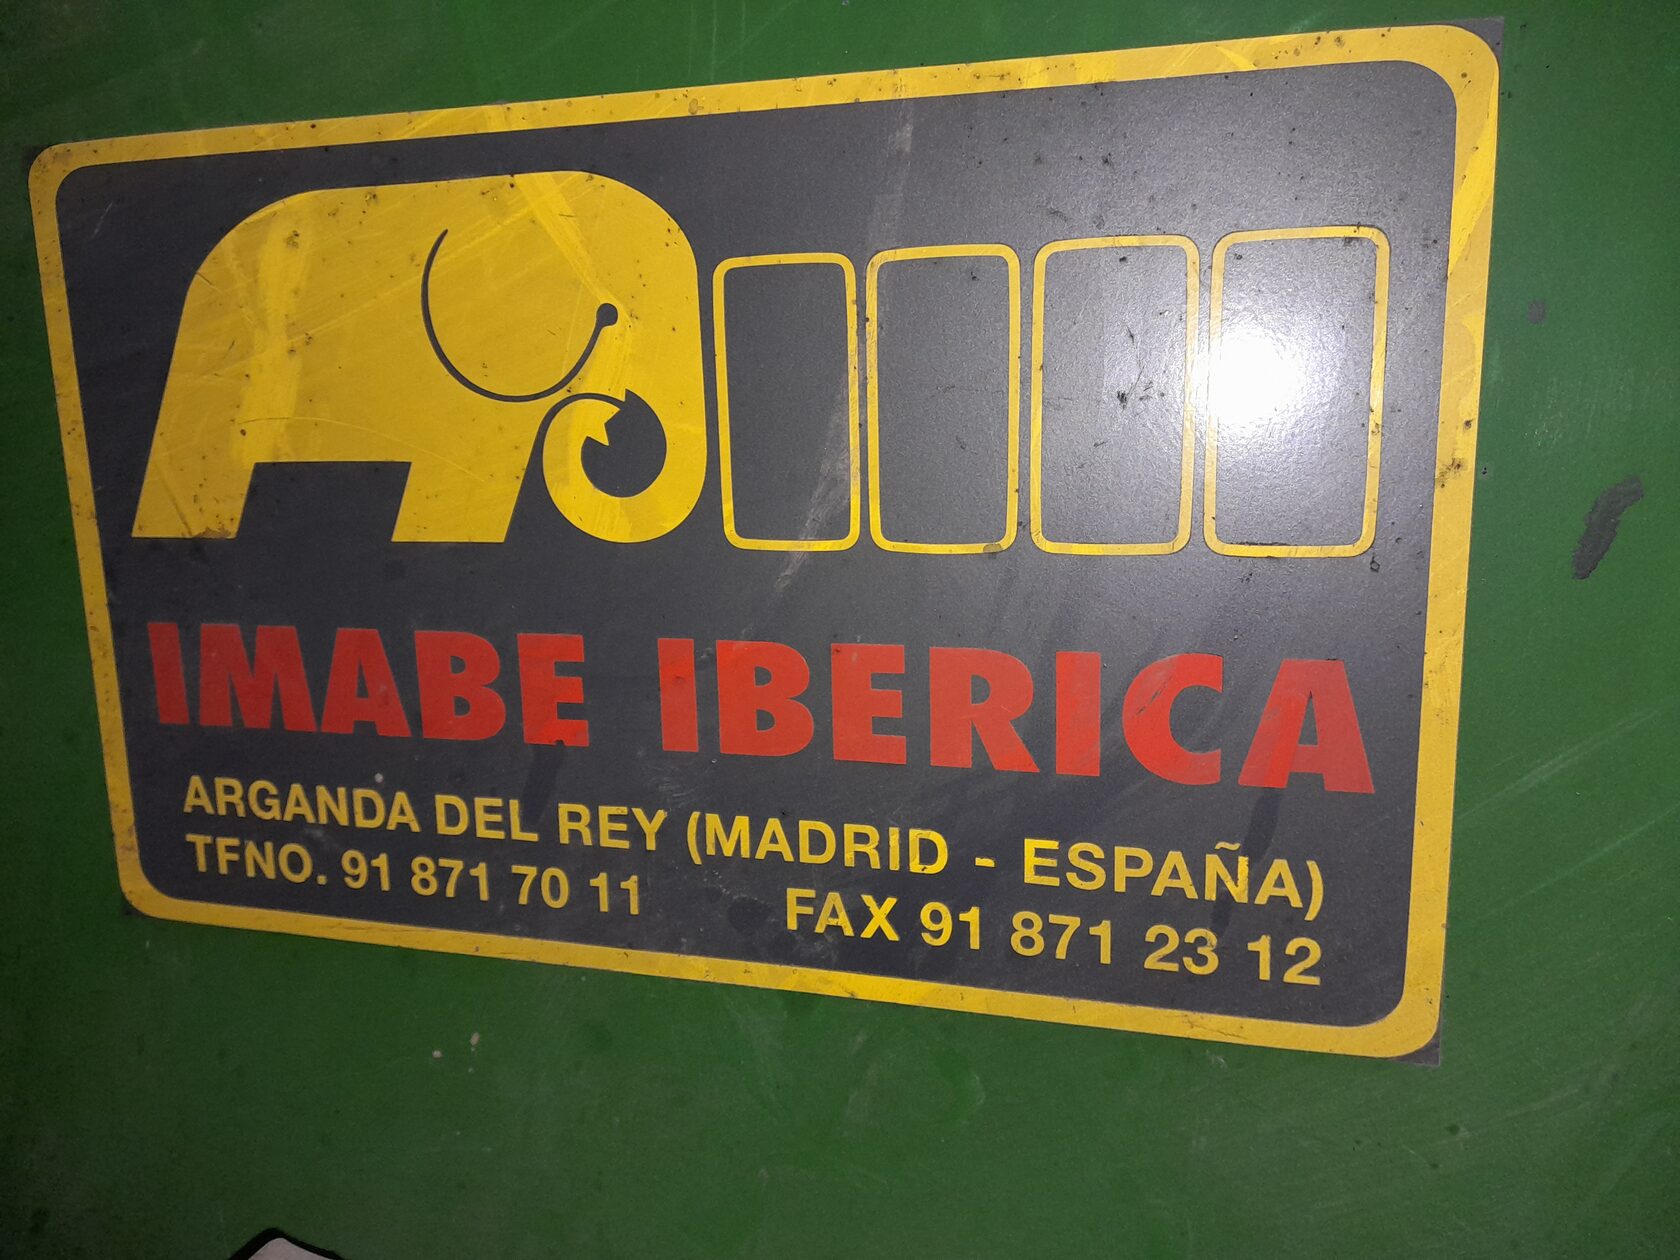 IMABE IBERICA
ARGANDA DEL REY (MADRID - ESPAÑA)
TFNO. 91 871 70 11 FAX 91 871 23 12